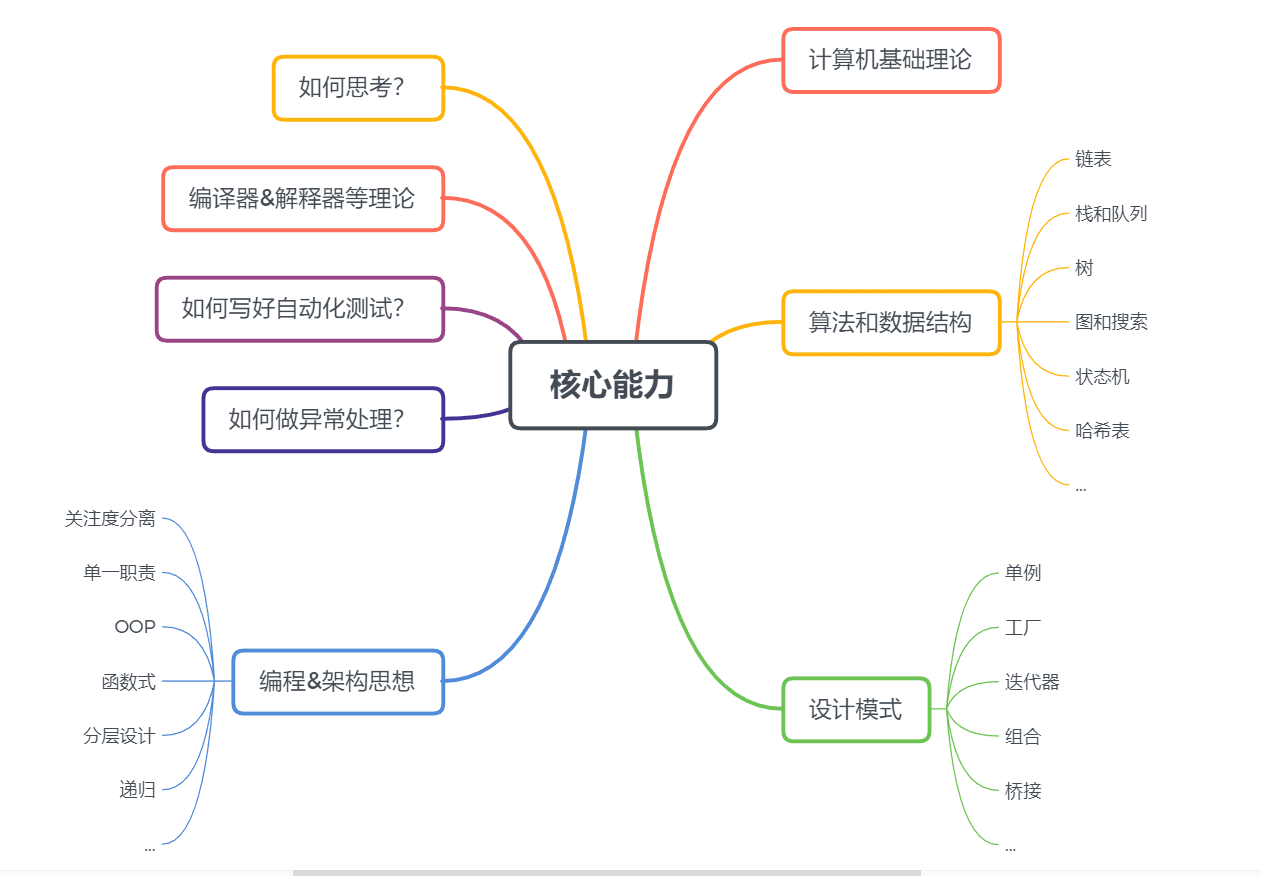 核心能力
计算机基础理论
算法和数据结构
链表
栈和队列
树
图和搜索
状态机
哈希表
...
设计模式
单例
工厂
迭代器
组合
桥接
...
编程&架构思想
关注度分离
单一职责
OOP
函数式
分层设计
递归
...
如何做异常处理?
如何写好自动化测试?
编译器&解释器等理论
如何思考?